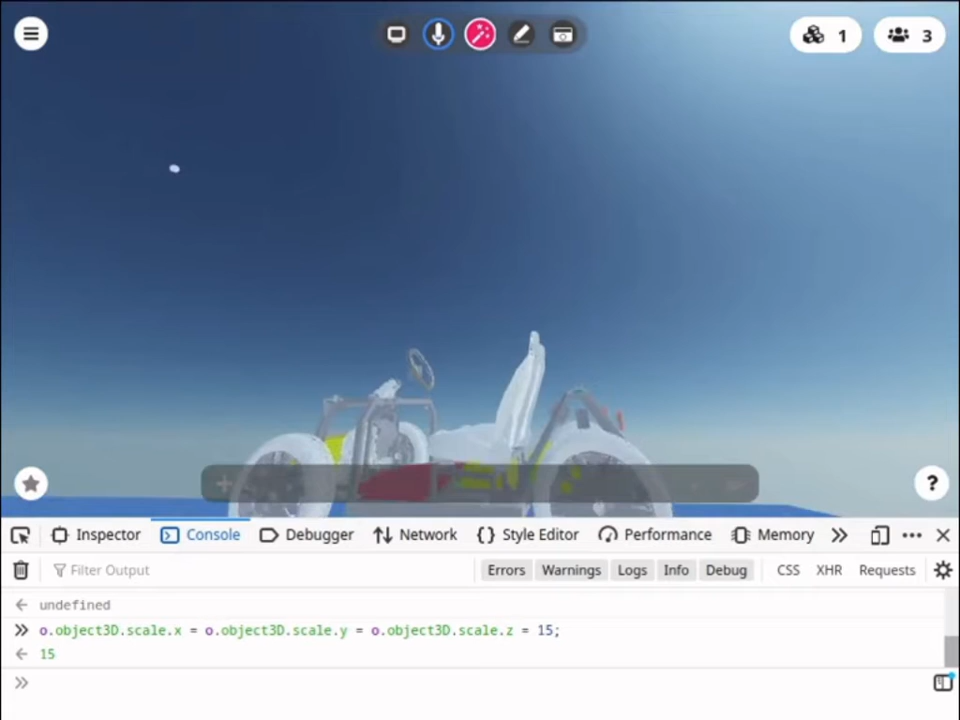 1
3
?
Inspector Console Debugger Network Style Editor Performance Memory
Filter Output Errors Warnings Logs Info Debug CSS XHR Requests
undefined
o.object3D.scale.x = o.object3D.scale.y = o.object3D.scale.z = 15;
15